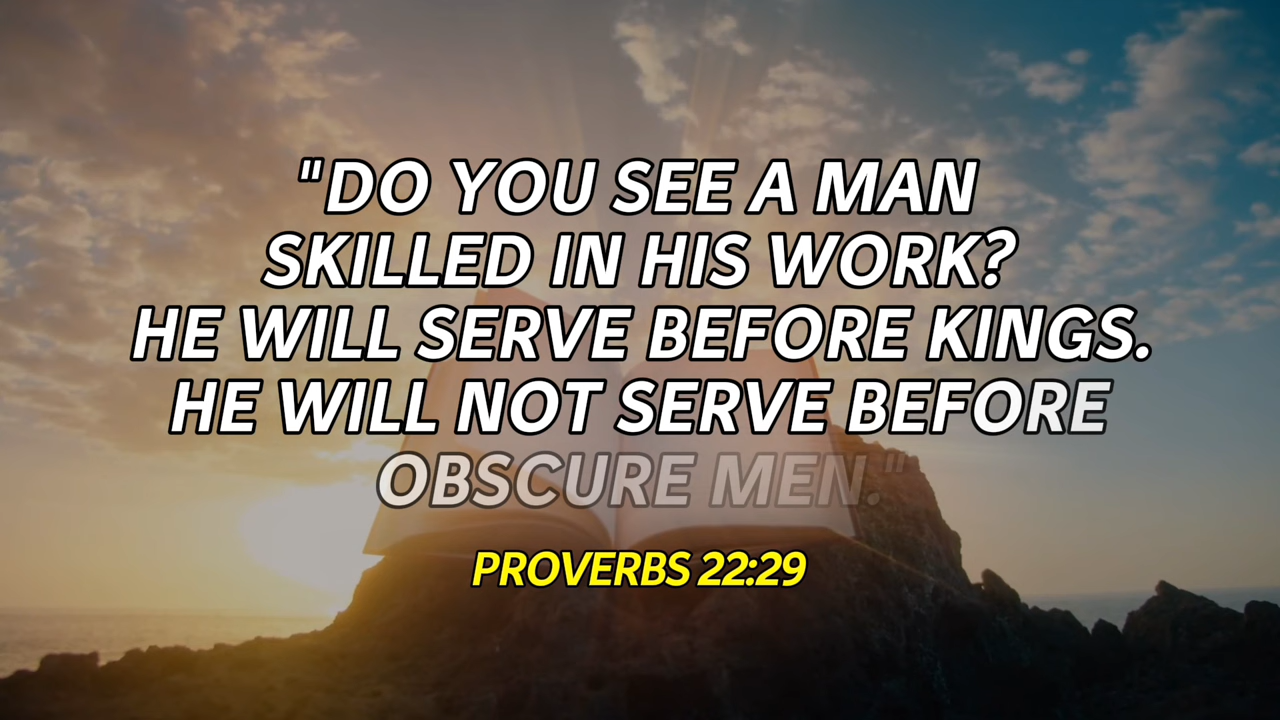 "DO YOU SEE A MAN
SKILLED IN HIS WORK?
HE WILL SERVE BEFORE KINGS.
HE WILL NOT SERVE BEFORE
OBSCURE MEN."
PROVERBS 22:29